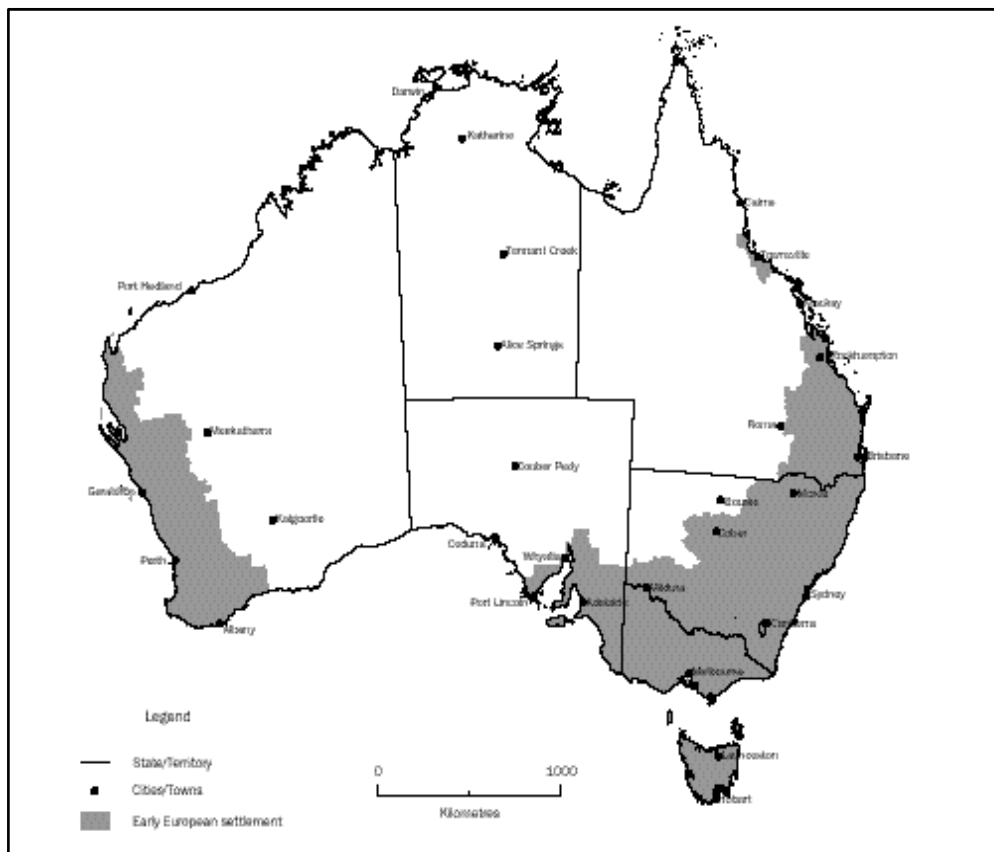 Darwin
Katharine
Cairns
Tennant Creek
Townsville
Port Hedland
Mackay
Alice Springs
Rockhampton
Roma
Meekatharra
Brisbane
Coober Pedy
Geraldton
Moree
Bourke
Kalgoorlie
Cobar
Ceduna
Whyalla
Perth
Mildura
Sydney
Port Lincoln
Adelaide
Albany
Canberra
Melbourne
Legend
Launceston
State/Territory
0 1000
Cities/Towns
Hobart
Kilometres
Early European settlement